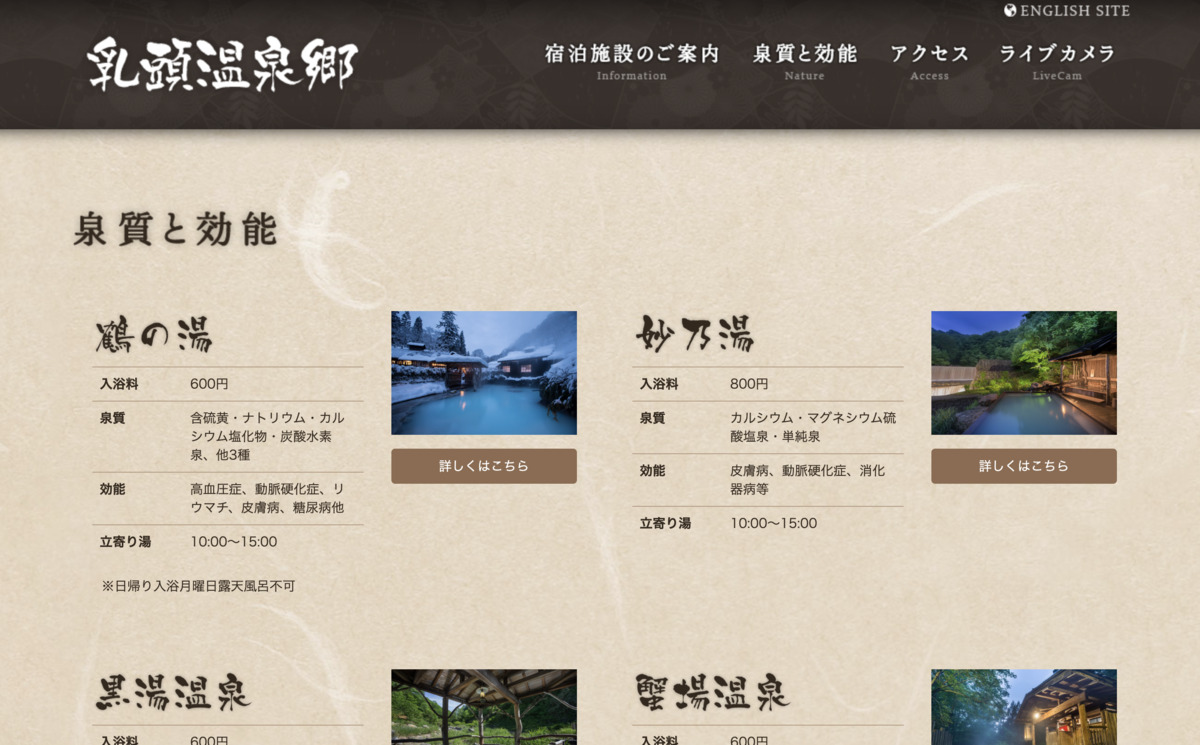 ENGLISH SITE
乳頭温泉郷
宿泊施設のご案内
Information
泉質と効能
Nature
アクセス
Access
ライブカメラ
LiveCam
泉質と効能
鶴の湯
入浴料 600円
泉質 含硫黄・ナトリウム・カル
シウム塩化物・炭酸水素
泉、他3種
効能 高血圧症、動脈硬化症、リ
ウマチ、皮膚病、糖尿病他
立寄り湯 10:00〜15:00
※日帰り入浴月曜日露天風呂不可
詳しくはこちら
妙乃湯
入浴料 800円
泉質 カルシウム・マグネシウム硫
酸塩泉・単純泉
効能 皮膚病、動脈硬化症、消化
器病等
立寄り湯 10:00〜15:00
詳しくはこちら
黒湯温泉
入浴料 600円
蟹場温泉
入浴料 600円